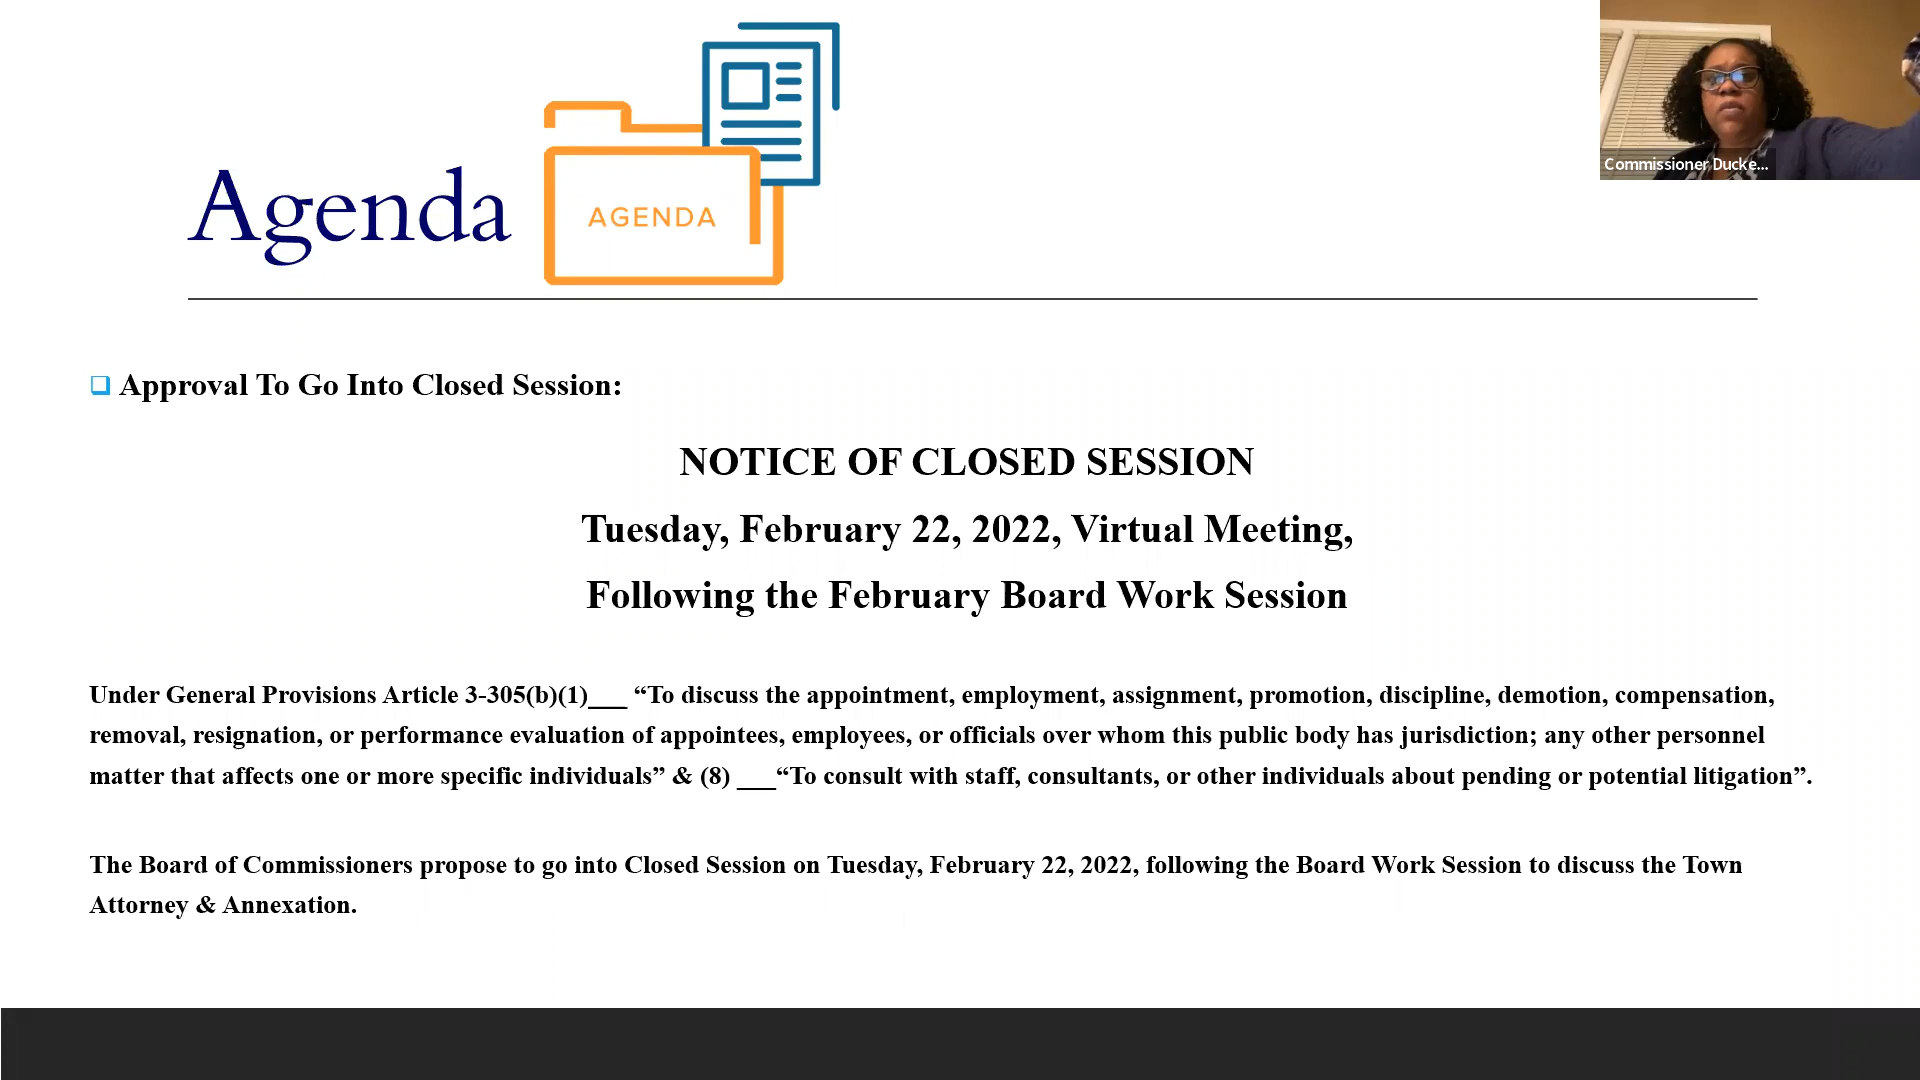 Agenda
AGENDA
Commissioner Ducke...
Approval To Go Into Closed Session:
NOTICE OF CLOSED SESSION
Tuesday, February 22, 2022, Virtual Meeting,
Following the February Board Work Session
Under General Provisions Article 3-305(b)(1)___ “To discuss the appointment, employment, assignment, promotion, discipline, demotion, compensation,
removal, resignation, or performance evaluation of appointees, employees, or officials over whom this public body has jurisdiction; any other personnel
matter that affects one or more specific individuals” & (8) ___“To consult with staff, consultants, or other individuals about pending or potential litigation”.
The Board of Commissioners propose to go into Closed Session on Tuesday, February 22, 2022, following the Board Work Session to discuss the Town
Attorney & Annexation.